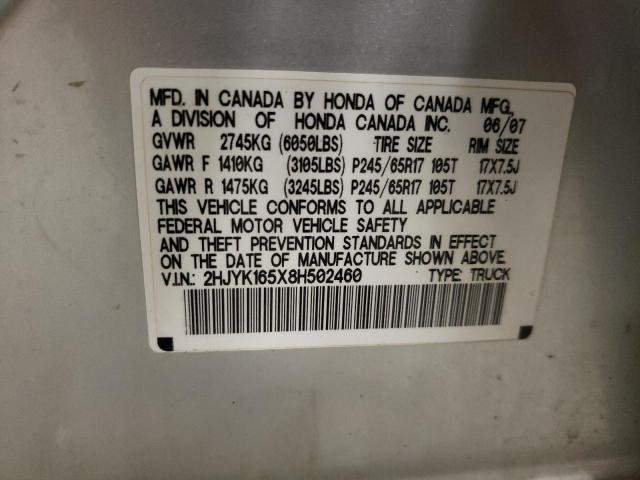 MFD. IN CANADA BY HONDA OF CANADA MFG.,
A DIVISION OF HONDA CANADA INC. 06/07
GVWR 2745KG (6050LBS) TIRE SIZE RIM SIZE
GAWR F 1410KG (3105LBS) P245/65R17 105T 17X7.5J
GAWR R 1475KG (3245LBS) P245/65R17 105T 17X7.5J
THIS VEHICLE CONFORMS TO ALL APPLICABLE
FEDERAL MOTOR VEHICLE SAFETY
AND THEFT PREVENTION STANDARDS IN EFFECT
ON THE DATE OF MANUFACTURE SHOWN ABOVE.
V.I.N.: 2HJYK165X8H502460 TYPE: TRUCK